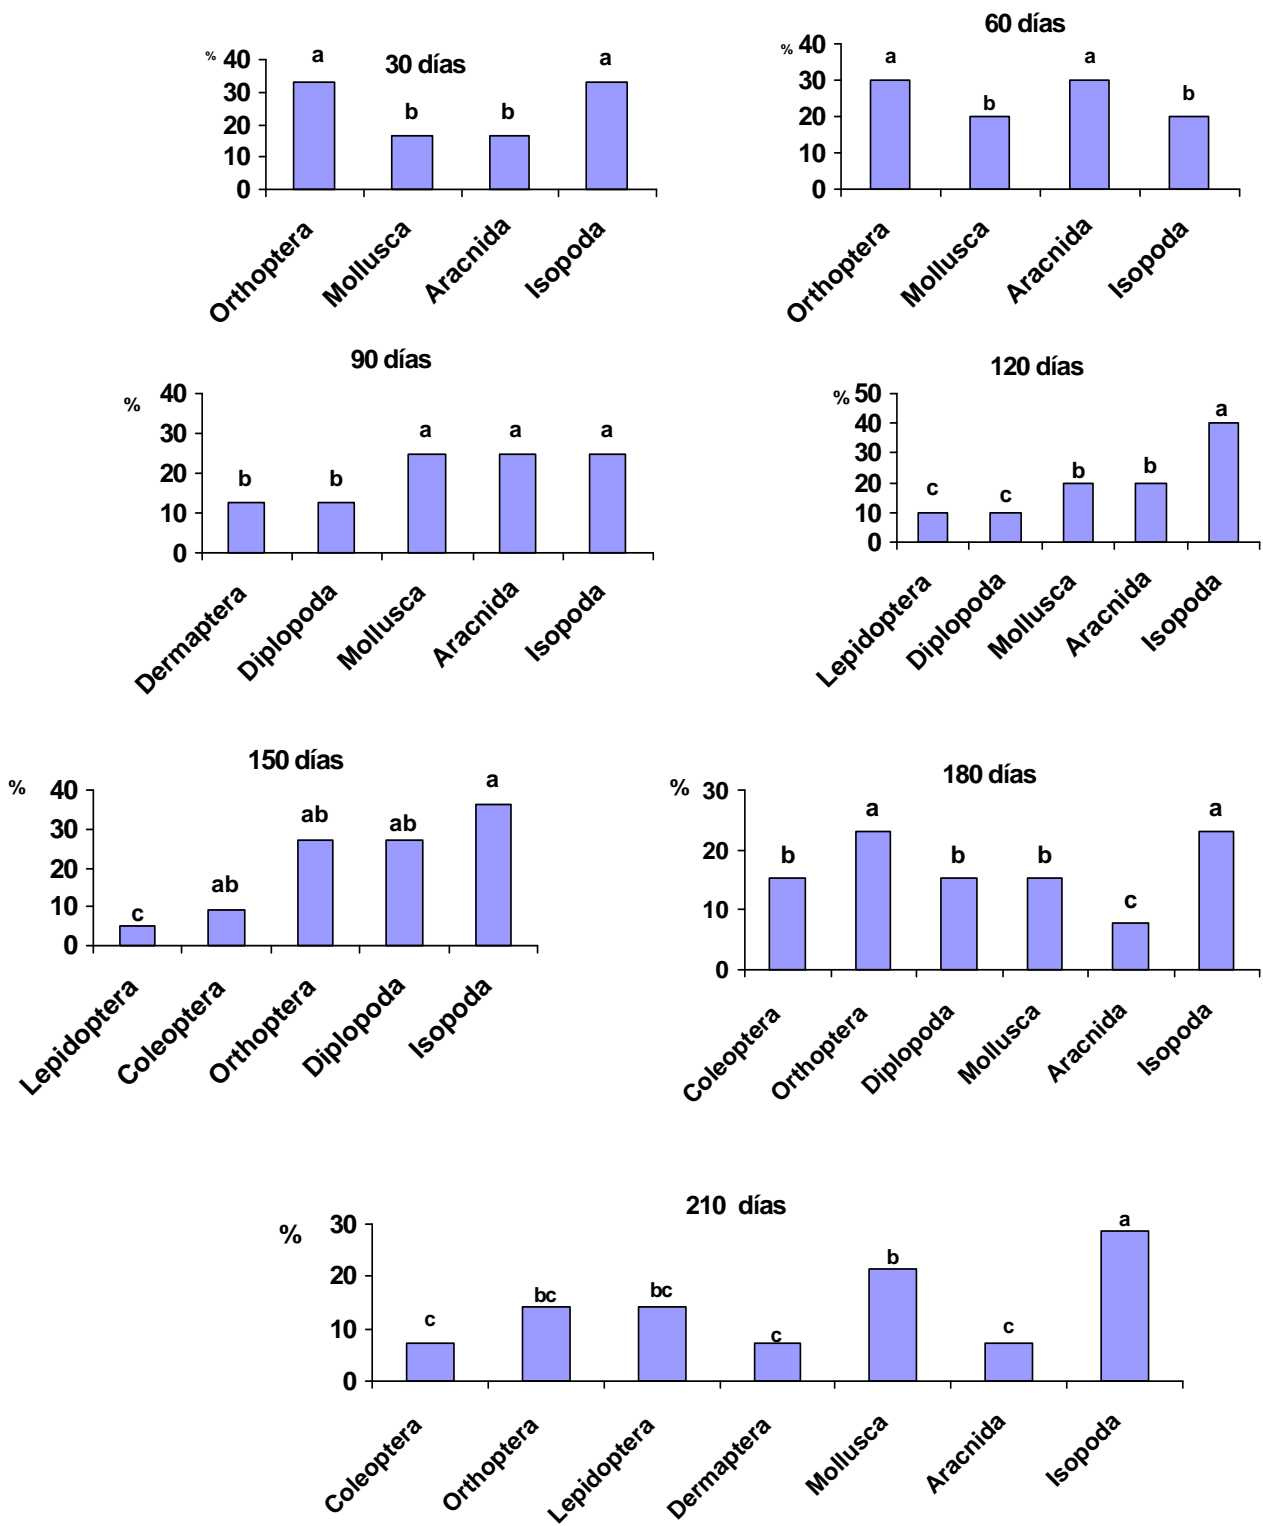 30 días
%
40
30
20
10
0
a
b
b
a
Orthoptera
Mollusca
Aracnida
Isopoda
60 días
%
40
30
20
10
0
a
b
a
b
Orthoptera
Mollusca
Aracnida
Isopoda
90 días
%
40
30
20
10
0
b
b
a
a
a
Dermaptera
Diplopoda
Mollusca
Aracnida
Isopoda
120 días
%
50
40
30
20
10
0
c
c
b
b
a
Lepidoptera
Diplopoda
Mollusca
Aracnida
Isopoda
150 días
%
40
30
20
10
0
c
ab
ab
ab
a
Lepidoptera
Coleoptera
Orthoptera
Diplopoda
Isopoda
180 días
%
30
20
10
0
b
a
b
b
c
a
Coleoptera
Orthoptera
Diplopoda
Mollusca
Aracnida
Isopoda
210 días
%
30
20
10
0
c
bc
bc
c
b
c
a
Coleoptera
Orthoptera
Lepidoptera
Dermaptera
Mollusca
Aracnida
Isopoda